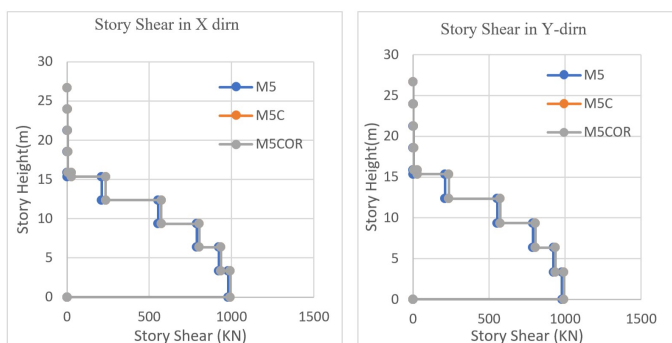 Story Shear in X dirn
30
25
20
15
10
5
0
Story Height(m)
M5
M5C
M5COR
0 500 1000 1500
Story Shear (KN)
Story Shear in Y-dirn
30
25
20
15
10
5
0
Story Height(m)
M5
M5C
M5COR
0 500 1000 1500
Story Shear (KN)